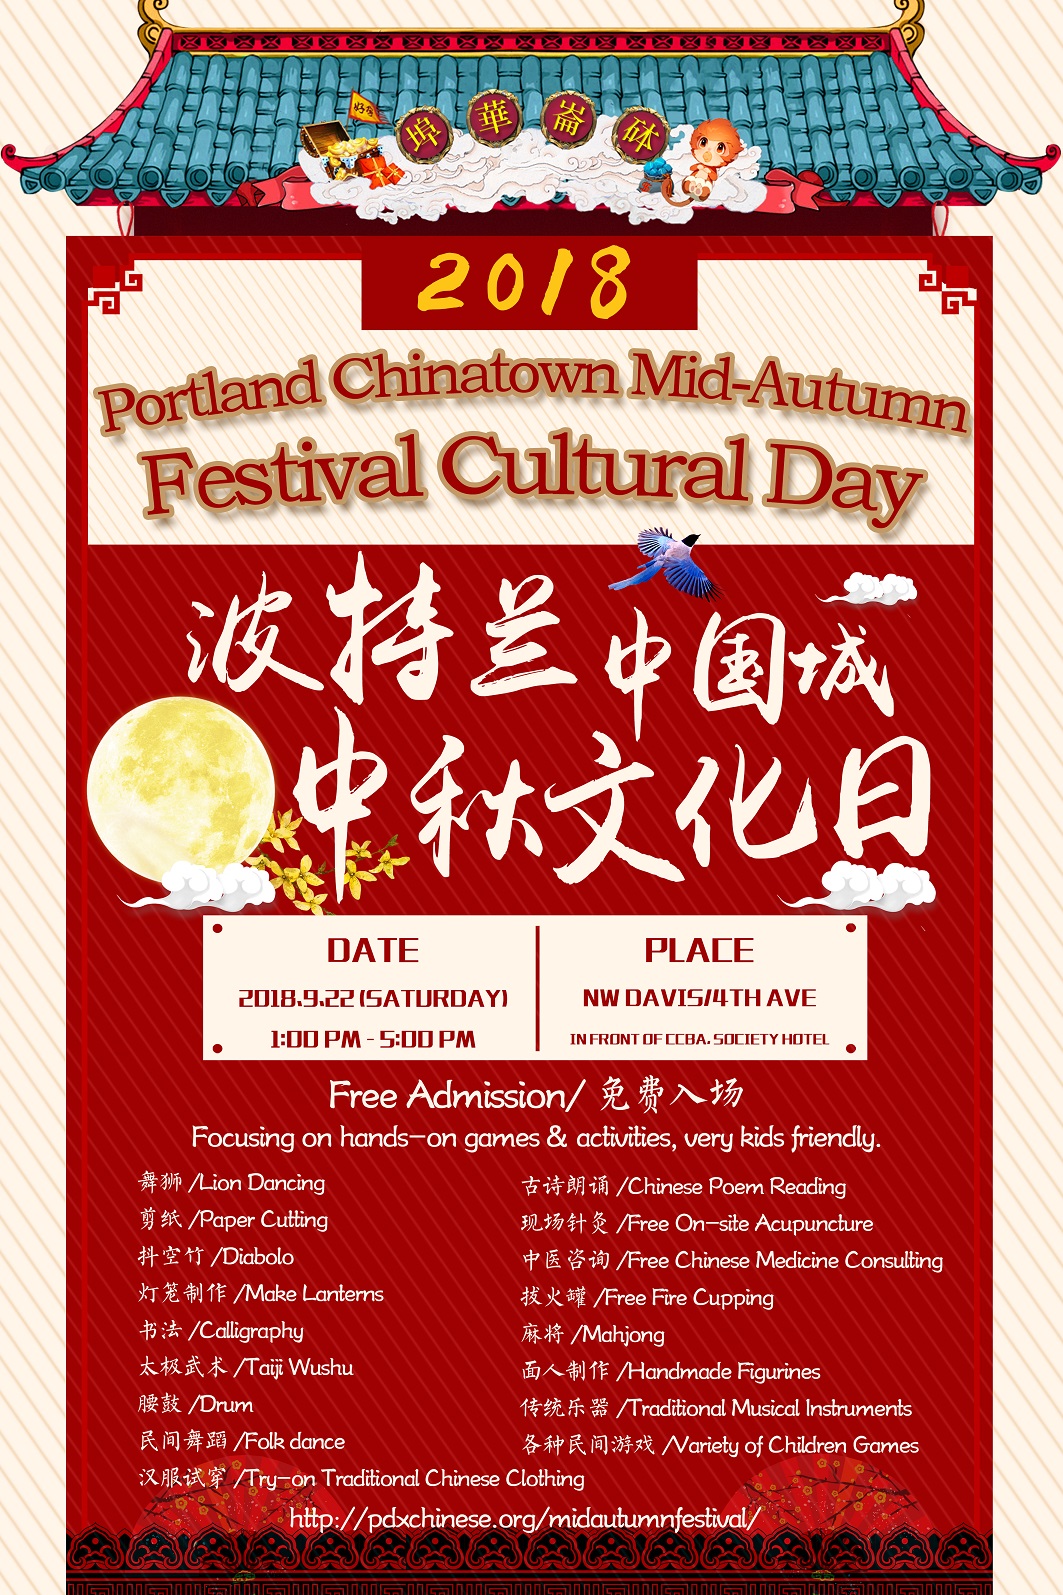 好夺
埠華崙砵
2018
Portland Chinatown Mid-Autumn
Festival Cultural Day
波特兰中国城
中秋文化日
DATE
2018.9.22 (SATURDAY)
1:00 PM - 5:00 PM
PLACE
NW DAVIS/4TH AVE
IN FRONT OF CCBA. SOCIETY HOTEL
Free Admission/ 免费入场
Focusing on hands-on games & activities, very kids friendly.
舞狮 /Lion Dancing
剪纸 /Paper Cutting
抖空竹 /Diabolo
灯笼制作 /Make Lanterns
书法 /Calligraphy
太极武术 /Taiji Wushu
腰鼓 /Drum
民间舞蹈 /Folk dance
汉服试穿 /Try-on Traditional Chinese Clothing
古诗朗诵 /Chinese Poem Reading
现场针灸 /Free On-site Acupuncture
中医咨询 /Free Chinese Medicine Consulting
拔火罐 /Free Fire Cupping
麻将 /Mahjong
面人制作 /Handmade Figurines
传统乐器 /Traditional Musical Instruments
各种民间游戏 /Variety of Children Games
http://pdxchinese.org/midautumnfestival/